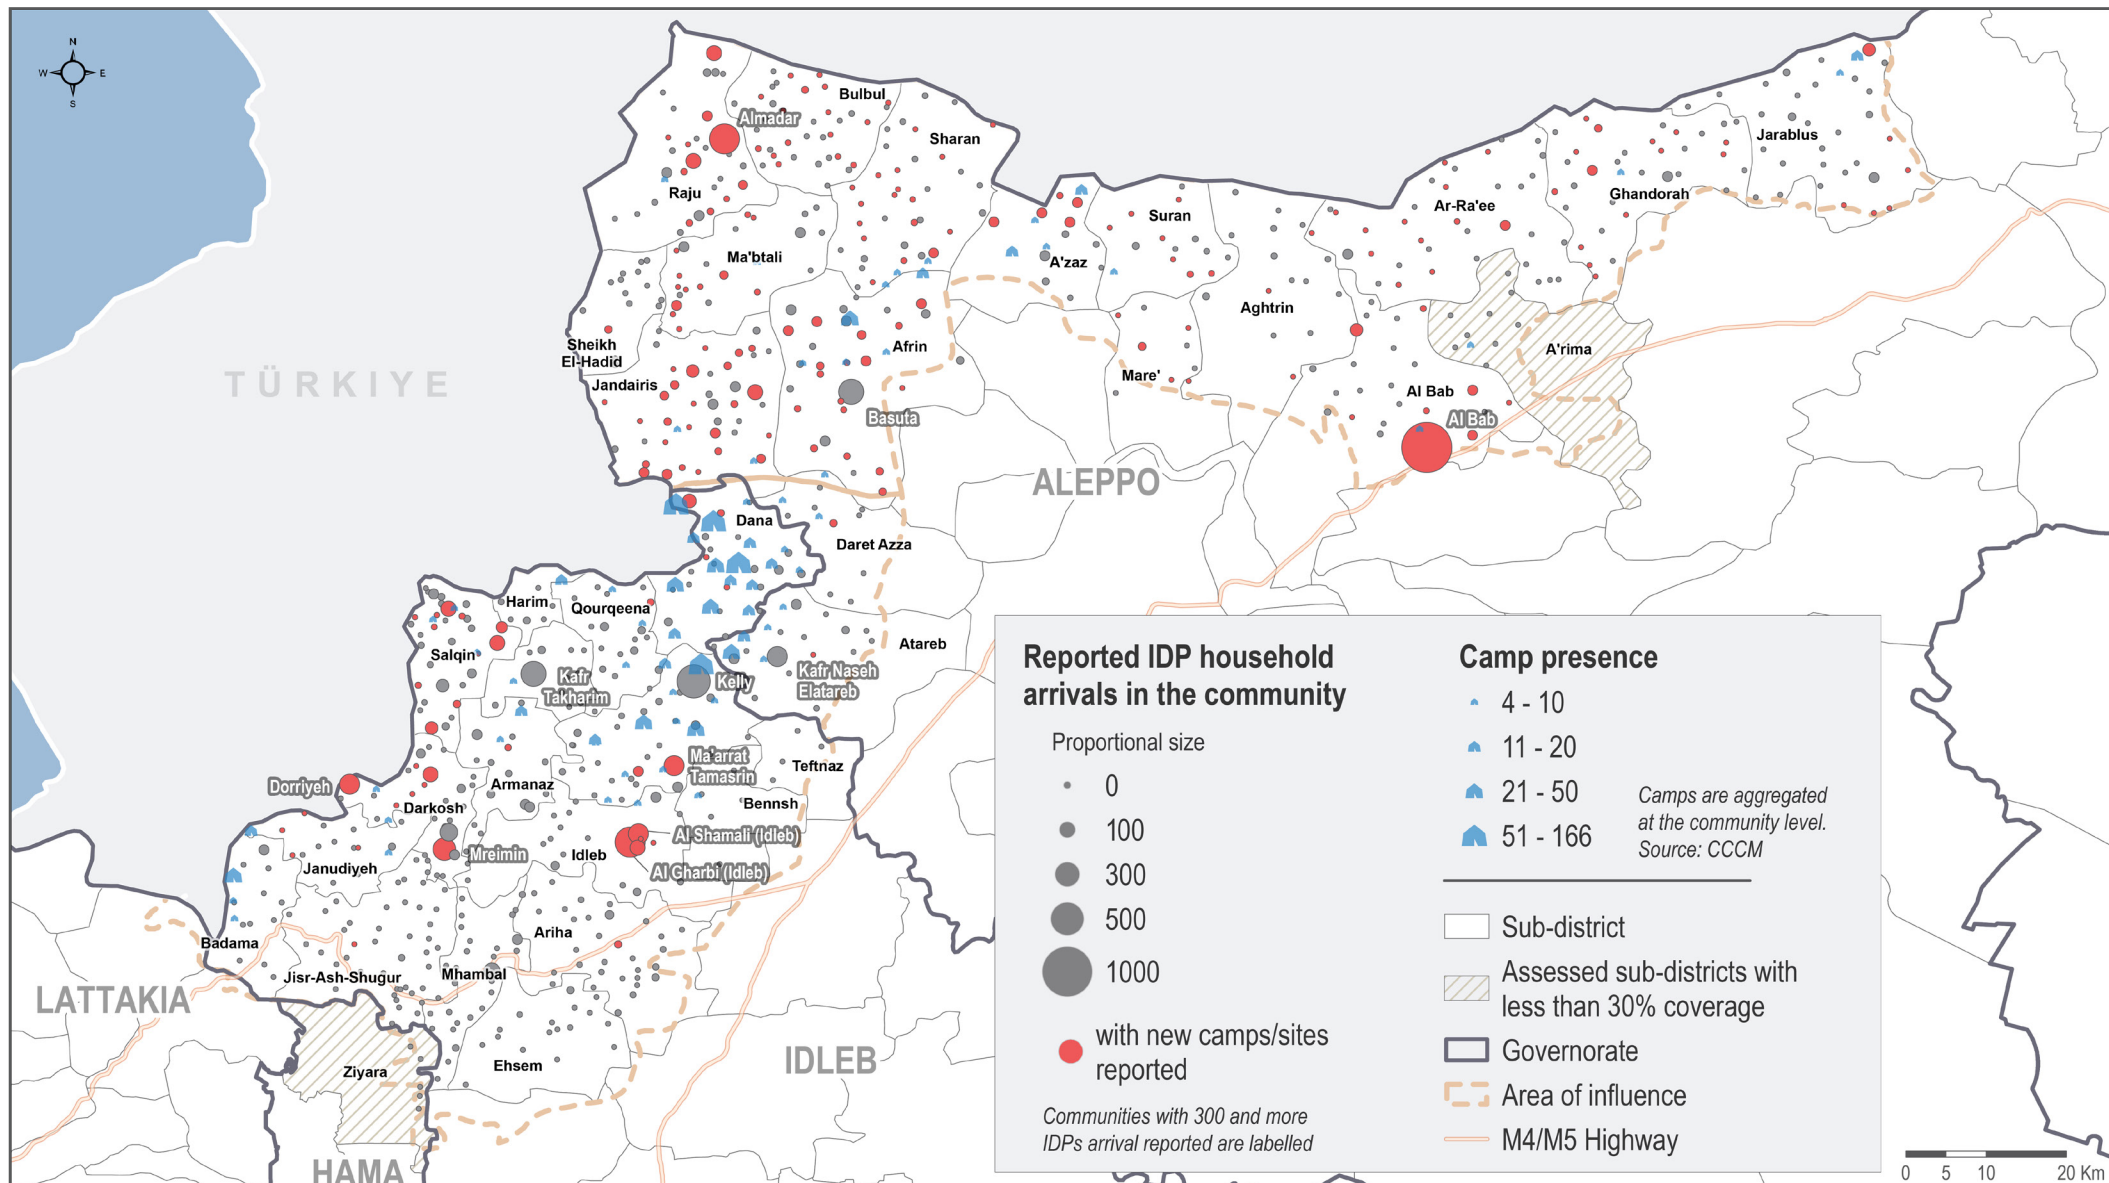 N
W
E
S
Bulbul
Almadar
Sharan
Jarablus
Raju
Ghandorah
Ar-Ra'ee
Suran
Ma'btali
A'zaz
Aghtrin
Sheikh
El-Hadid
Afrin
A'rima
TÜRKIYE
Jandairis
Mare'
Al Bab
Basuta
Al Bab
ALEPPO
Dana
Daret Azza
Harim
Qourqeena
Atareb
Salqin
Kafr
Takharim
Kelly
Kafr Naseh
Elatareb
Ma'arrat
Tamasrin
Teftnaz
Dorriyeh
Armanaz
Darkosh
Bennsh
Al Shamali (Idleb)
Mreimin
Idleb
Janudiyeh
Al Gharbi (Idleb)
Ariha
Badama
Jisr-Ash-Shugur
Mhambal
LATTAKIA
Ziyara
Ehsem
IDLEB
HAMA
Reported IDP household
arrivals in the community
Proportional size
0
100
300
500
1000
with new camps/sites
reported
Communities with 300 and more
IDPs arrival reported are labelled
Camp presence
4 - 10
11 - 20
21 - 50
51 - 166
Camps are aggregated
at the community level.
Source: CCCM
Sub-district
Assessed sub-districts with
less than 30% coverage
Governorate
Area of influence
M4/M5 Highway
0 5 10 20 Km